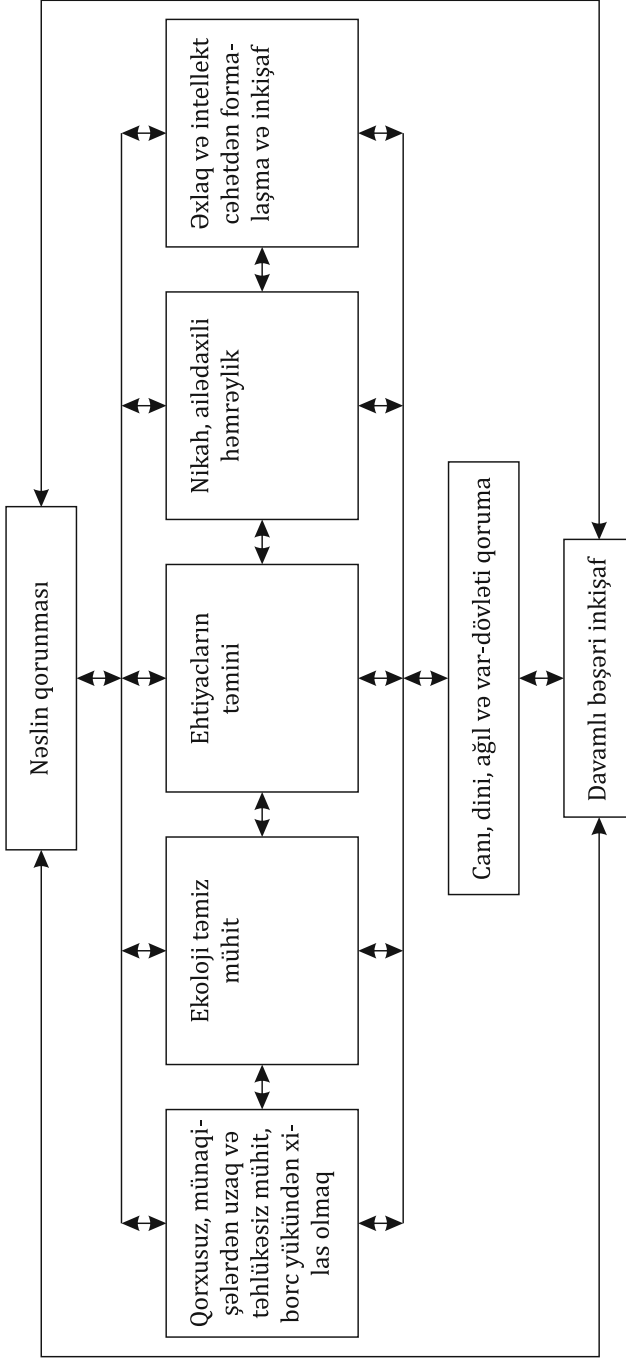 Nəslin qorunması
Qorxusuz, münaqi-
şələrdən uzaq və
təhlükəsiz mühit,
borc yükündən xi-
las olmaq
Ekoloji təmiz
mühit
Ehtiyacların
təmini
Nikah, ailədaxili
həmrəylik
Əxlaq və intellekt
cəhətdən forma-
laşma və inkişaf
Canı, dini, ağıl və var-dövləti qoruma
Davamlı bəşəri inkişaf